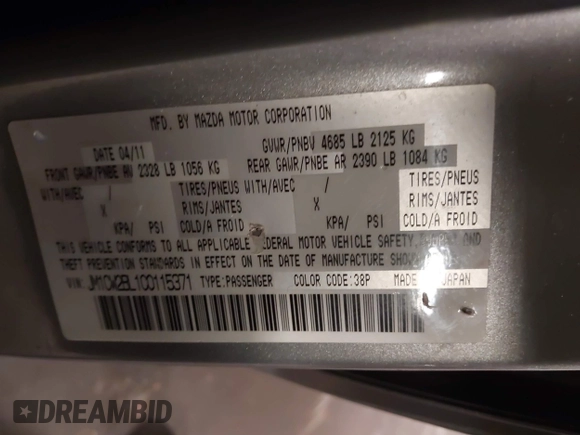 MFD. BY MAZDA MOTOR CORPORATION
DATE 04/11 GVWR/PNBV 4685 LB 2125 KG
FRONT GAWR/PNBE AV 2328 LB 1056 KG REAR GAWR/PNBE AR 2390 LB 1084 KG
WITH/AVEC / TIRES/PNEUS WITH/AVEC / TIRES/PNEUS
X RIMS/JANTES X RIMS/JANTES
KPA/ PSI COLD/A FROID KPA/ PSI COLD/A FROID
THIS VEHICLE CONFORMS TO ALL APPLICABLE FEDERAL MOTOR VEHICLE SAFETY, BUMPER AND
THEFT PREVENTION STANDARDS IN EFFECT ON THE DATE OF MANUFACTURE SHOWN
VIN: JM1CW2BL1C0115371 TYPE:PASSENGER COLOR CODE:38P MADE IN JAPAN
DREAMBID